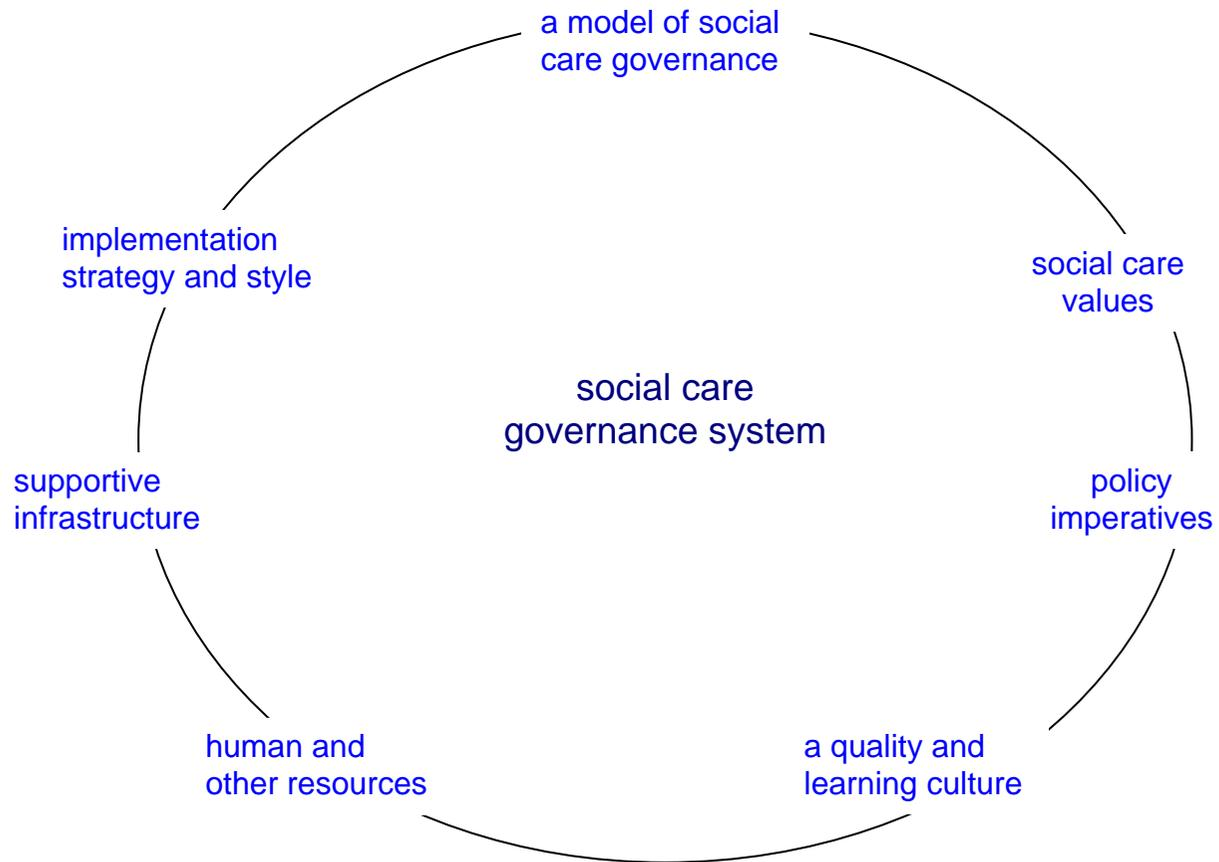 a model of social
care governance
implementation
strategy and style
social care
values
social care
governance system
supportive
infrastructure
policy
imperatives
human and
other resources
a quality and
learning culture